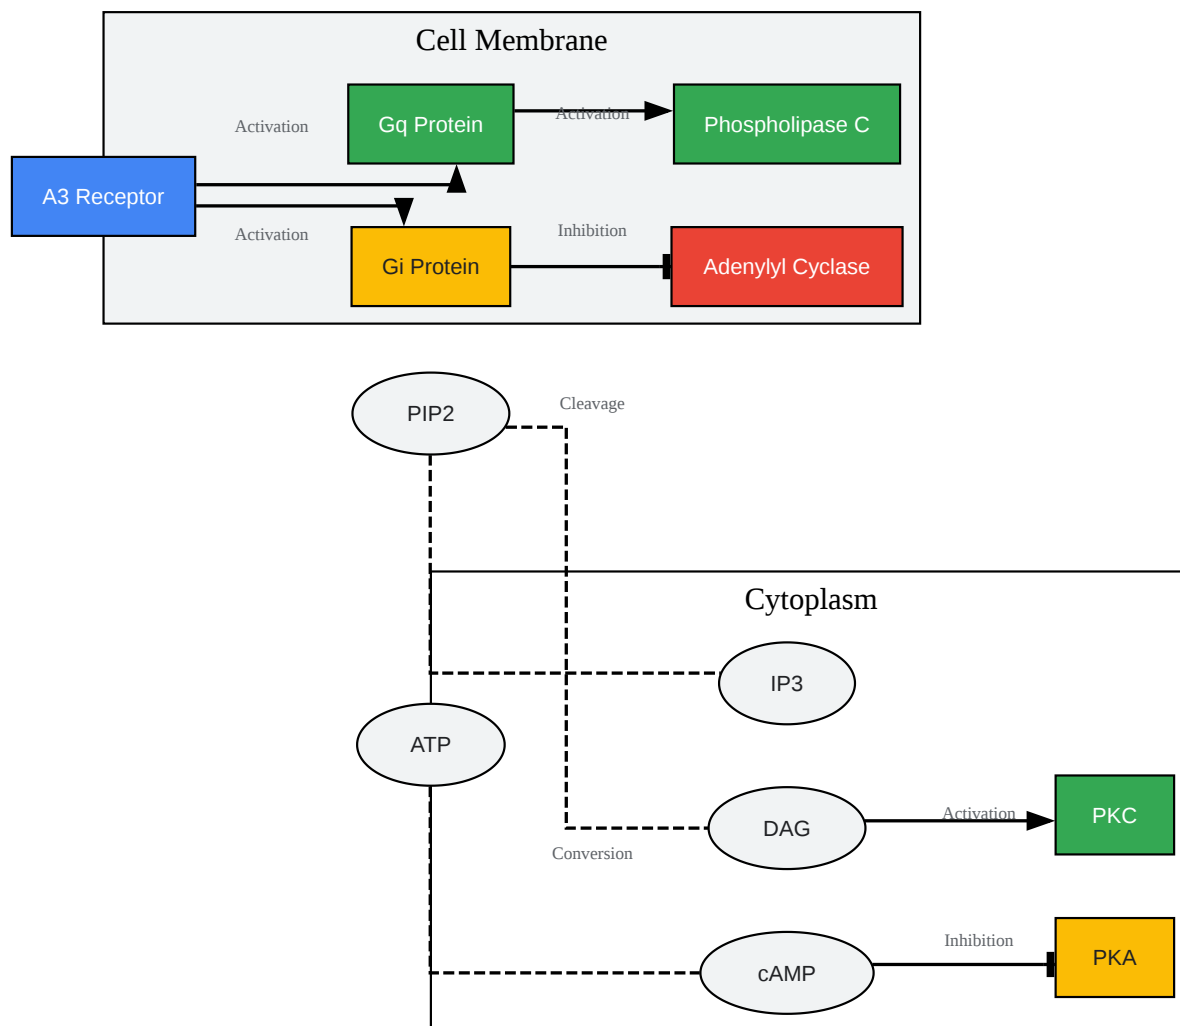 Cell Membrane
Activation
Gq Protein
Activation
Phospholipase C
A3 Receptor
Activation
Gi Protein
Inhibition
Adenylyl Cyclase
PIP2
Cleavage
Cytoplasm
IP3
ATP
DAG
Activation
PKC
Conversion
cAMP
Inhibition
PKA